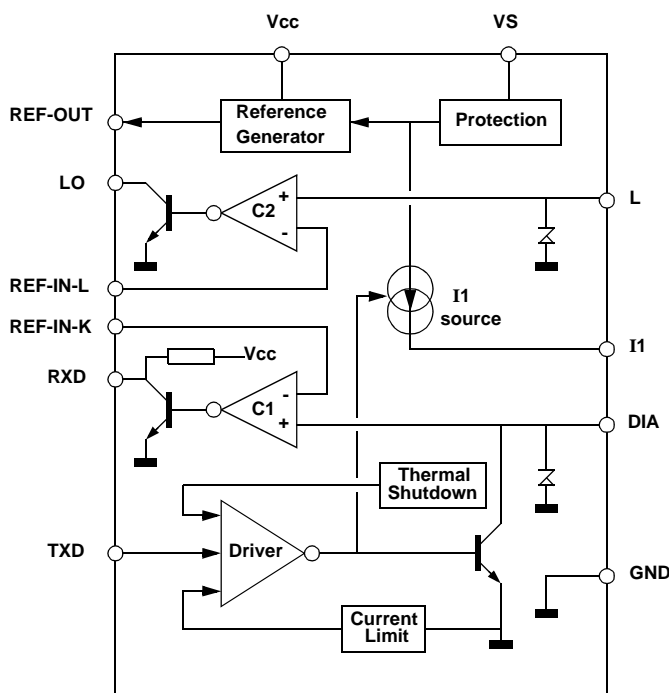 Vcc
VS
REF-OUT
Reference
Generator
Protection
LO
C2
+
-
L
REF-IN-L
REF-IN-K
I1
source
I1
RXD
Vcc
C1
-
+
DIA
Thermal
Shutdown
TXD
Driver
GND
Current
Limit